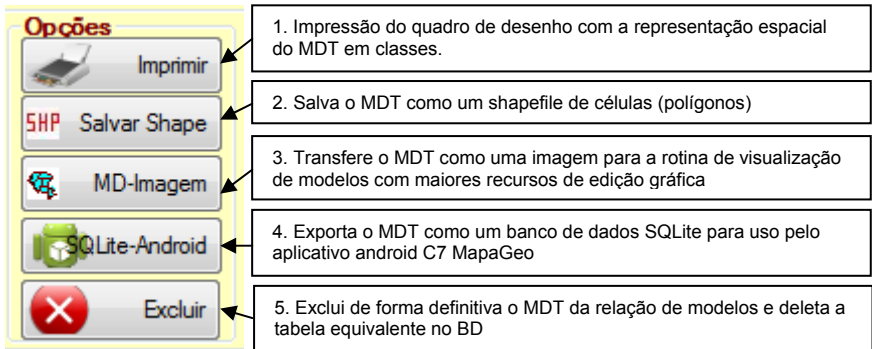 Opções
Imprimir
1. Impressão do quadro de desenho com a representação espacial
do MDT em classes.
SHP Salvar Shape
2. Salva o MDT como um shapefile de células (polígonos)
MD-Imagem
3. Transfere o MDT como uma imagem para a rotina de visualização
de modelos com maiores recursos de edição gráfica
SQLite-Android
4. Exporta o MDT como um banco de dados SQLite para uso pelo
aplicativo android C7 MapaGeo
Excluir
5. Exclui de forma definitiva o MDT da relação de modelos e deleta a
tabela equivalente no BD